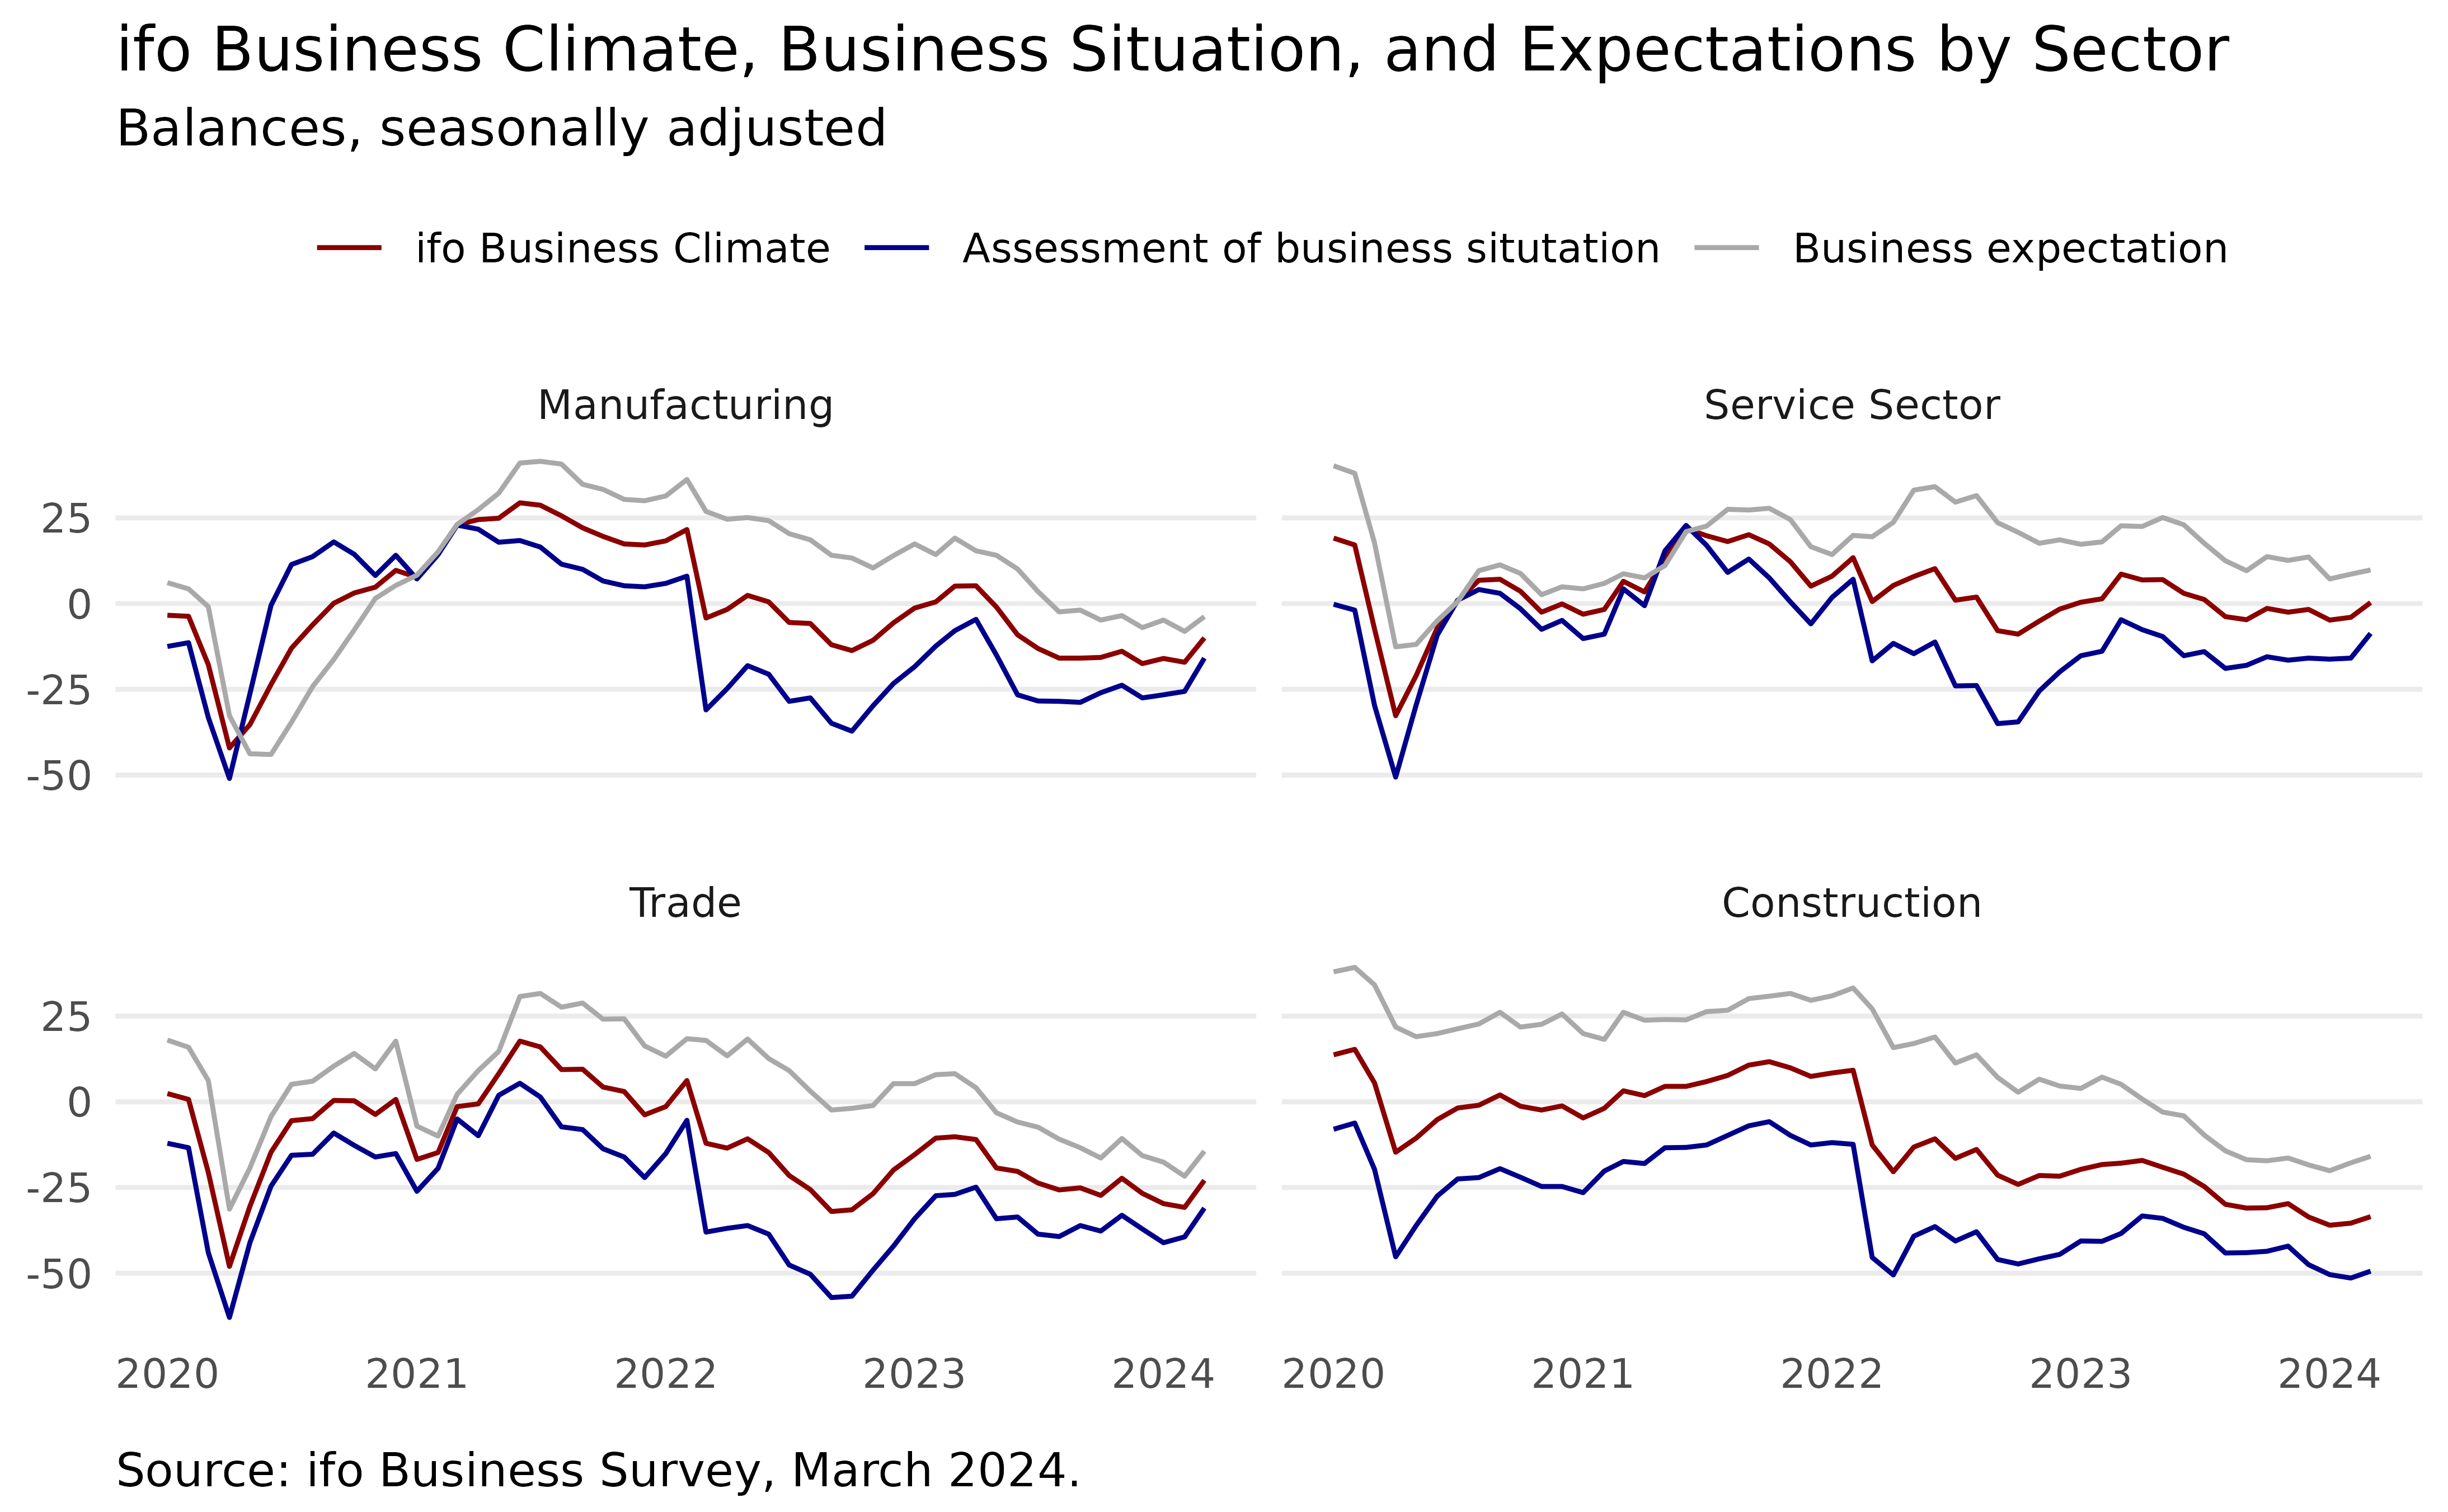 ifo Business Climate, Business Situation, and Expectations by Sector
Balances, seasonally adjusted
ifo Business Climate Assessment of business situtation Business expectation
Manufacturing Service Sector
25
0
-25
-50
Trade Construction
25
0
-25
-50
2020 2021 2022 2023 2024 2020 2021 2022 2023 2024
Source: ifo Business Survey, March 2024.